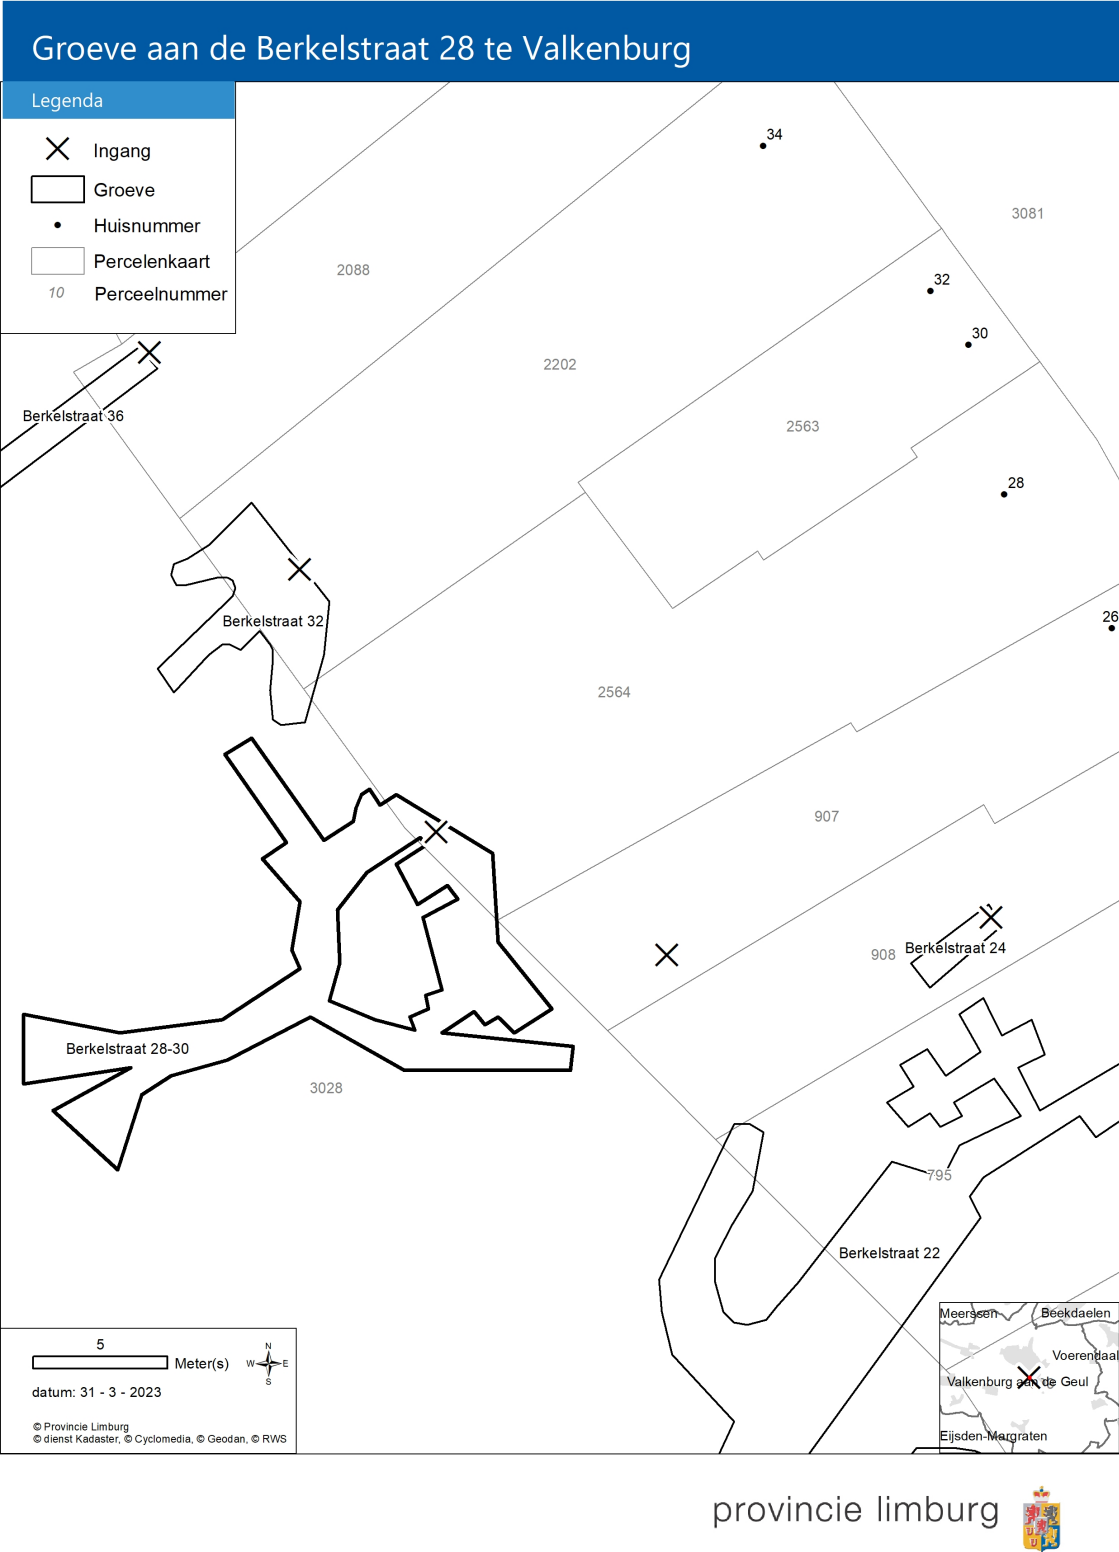 Groeve aan de Berkelstraat 28 te Valkenburg
Legenda
Ingang
Groeve
Huisnummer
Percelenkaart
10 Perceelnummer
34
3081
2088
32
30
2202
Berkelstraat 36
2563
28
Berkelstraat 32
26
2564
907
908
Berkelstraat 24
Berkelstraat 28-30
3028
795
Berkelstraat 22
Meerssen
Beekdaelen
Voerendaal
Valkenburg aan de Geul
Eijsden-Margraten
5
Meter(s)
N
W E
S
datum: 31 - 3 - 2023
© Provincie Limburg
© dienst Kadaster, © Cyclomedia, © Geodan, © RWS
provincie limburg